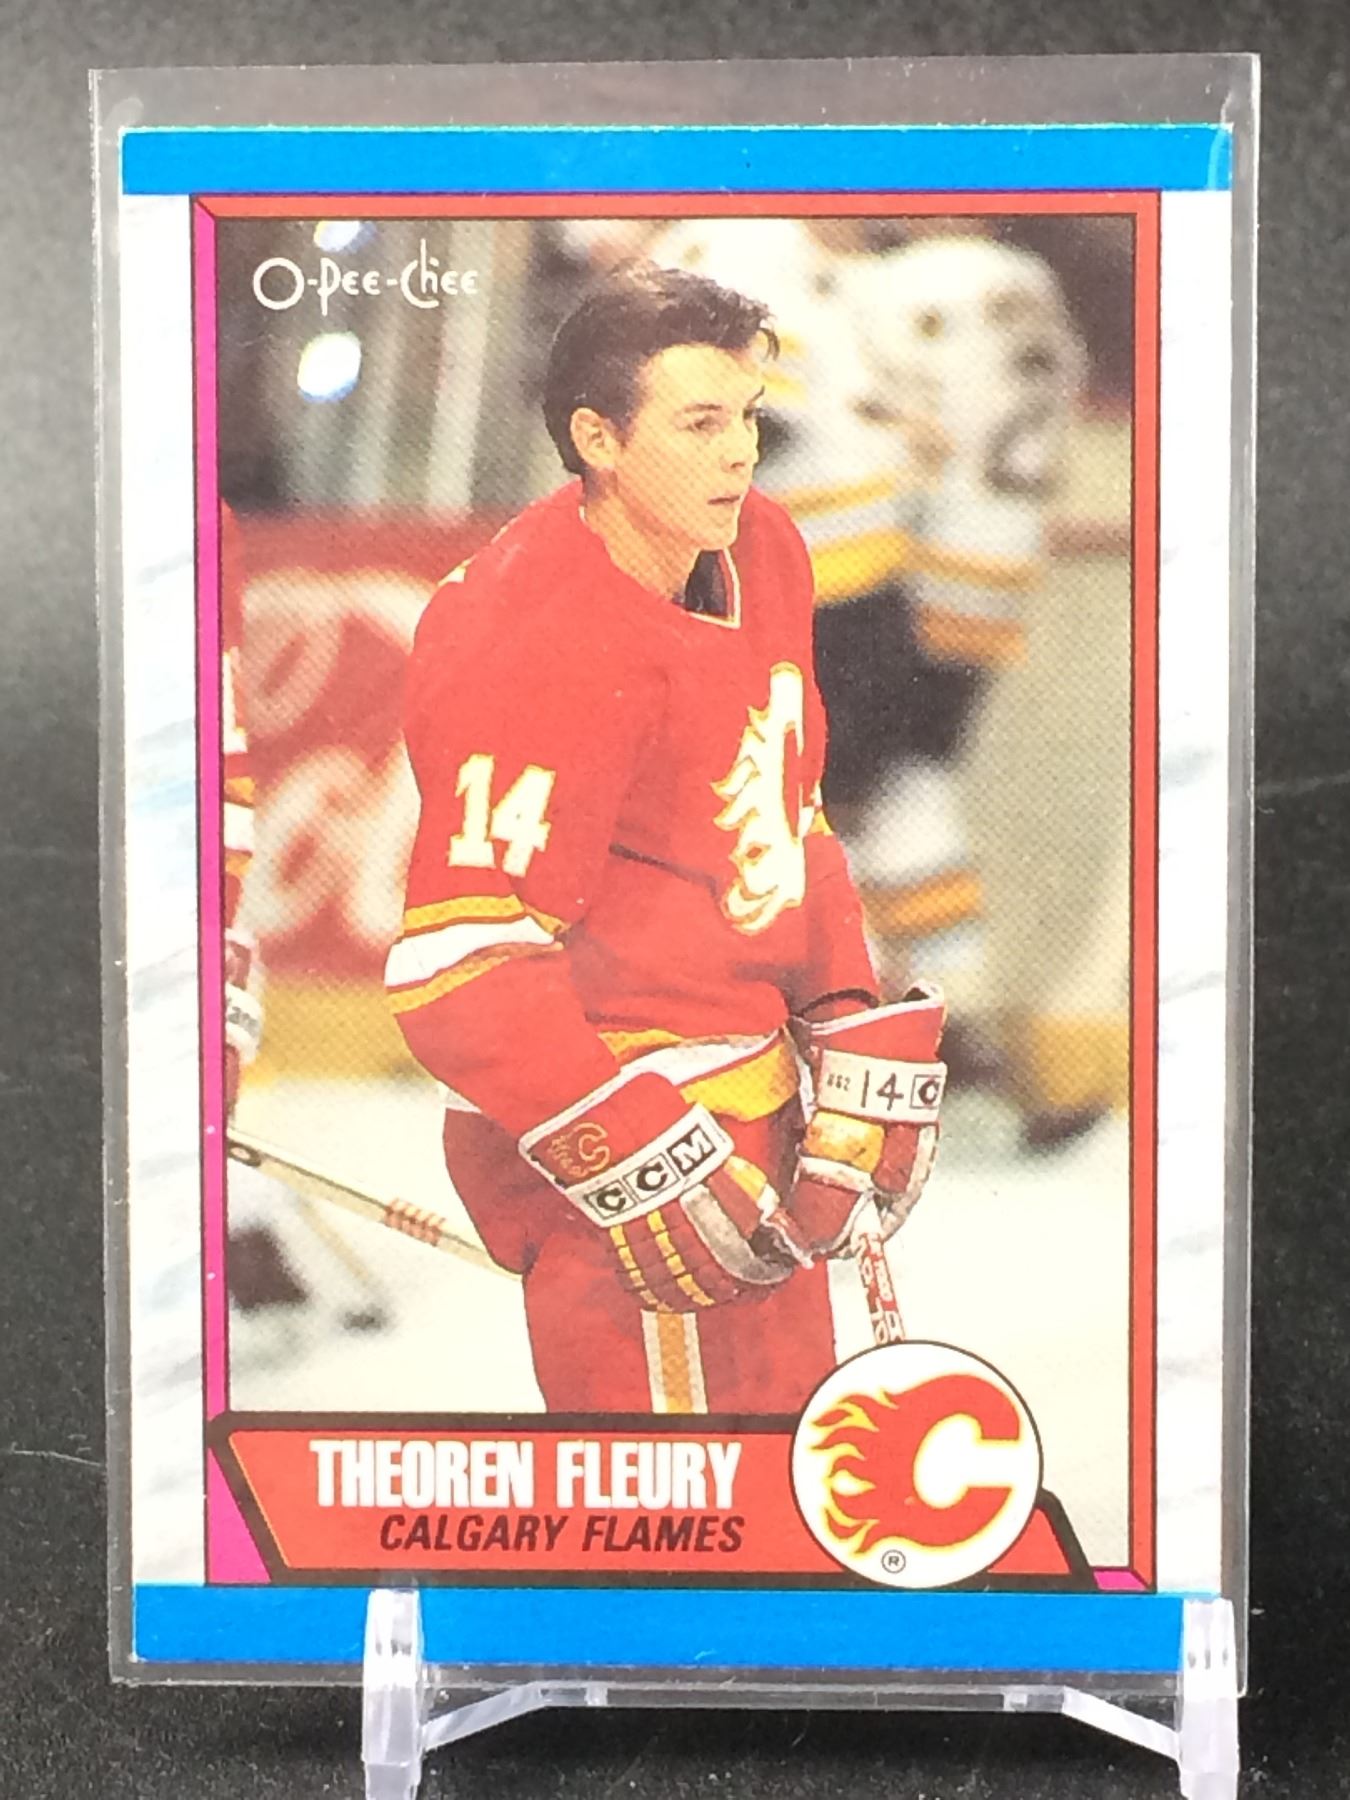 O-Pee-Chee
14
14 C
CCM
THEOREN FLEURY
CALGARY FLAMES
C
®